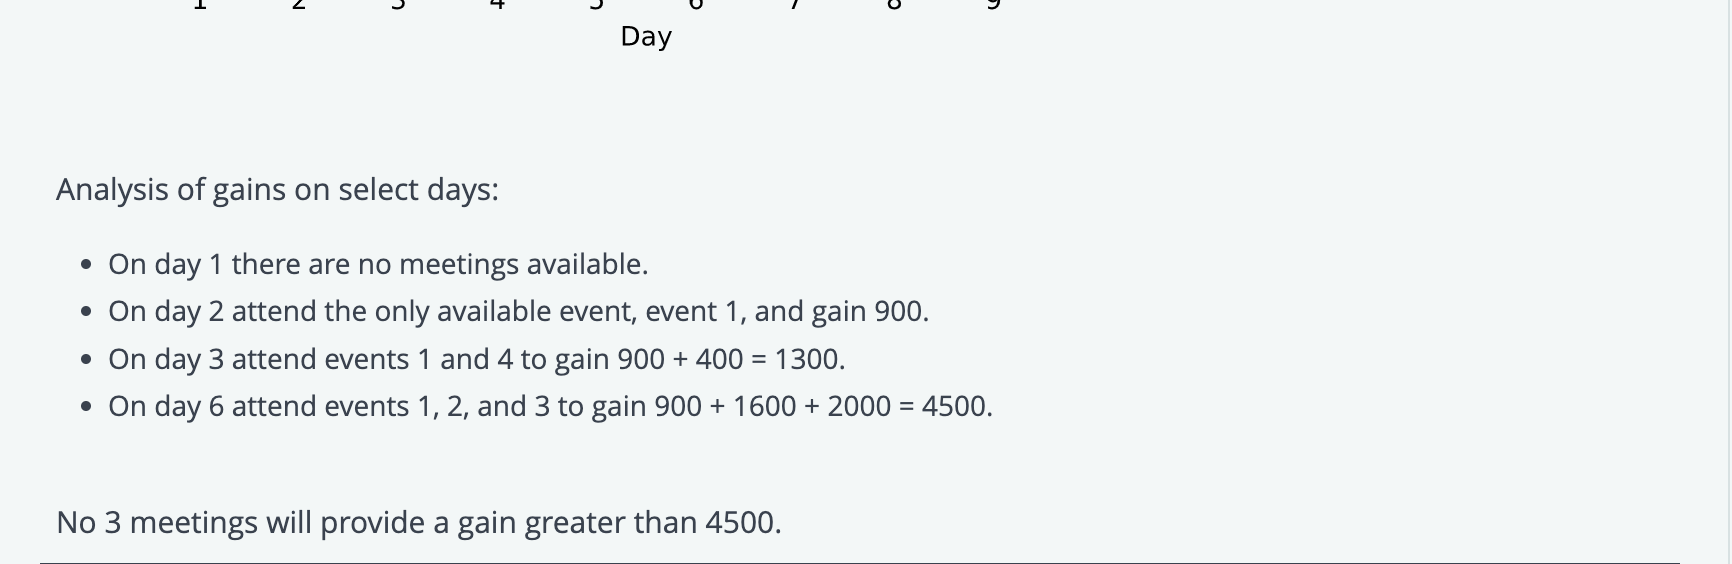 1 2 3 4 5 6 7 8 9
Day
Analysis of gains on select days:
• On day 1 there are no meetings available.
• On day 2 attend the only available event, event 1, and gain 900.
• On day 3 attend events 1 and 4 to gain 900 + 400 = 1300.
• On day 6 attend events 1, 2, and 3 to gain 900 + 1600 + 2000 = 4500.
No 3 meetings will provide a gain greater than 4500.